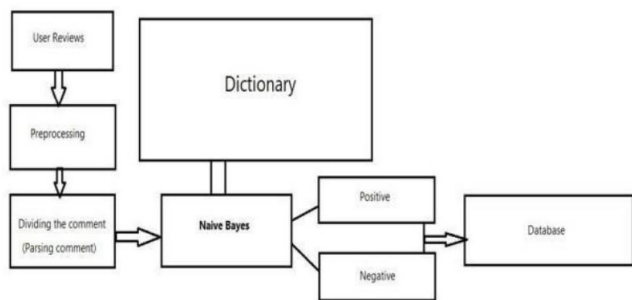 User Reviews
Dictionary
Preprocessing
Dividing the comment
(Parsing comment)
Naive Bayes
Positive
Negative
Database